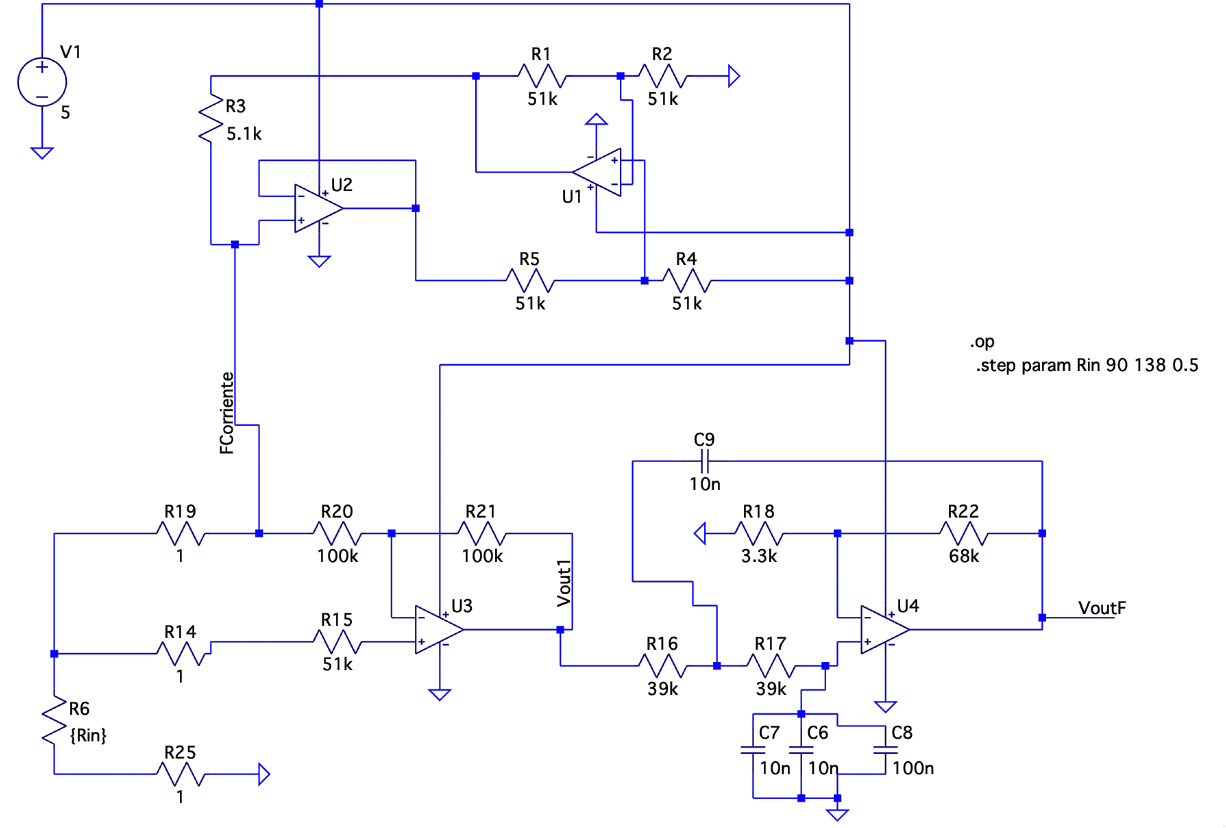 V1
5
R1
51k
R2
51k
R3
5.1k
U2
U1
R5
51k
R4
51k
.op
.step param Rin 90 138 0.5
FCorriente
C9
10n
R19
1
R20
100k
R21
100k
R18
3.3k
R22
68k
Vout1
U3
U4
VoutF
R14
1
R15
51k
R16
39k
R17
39k
R6
{Rin}
R25
1
C7
10n
C6
10n
C8
100n